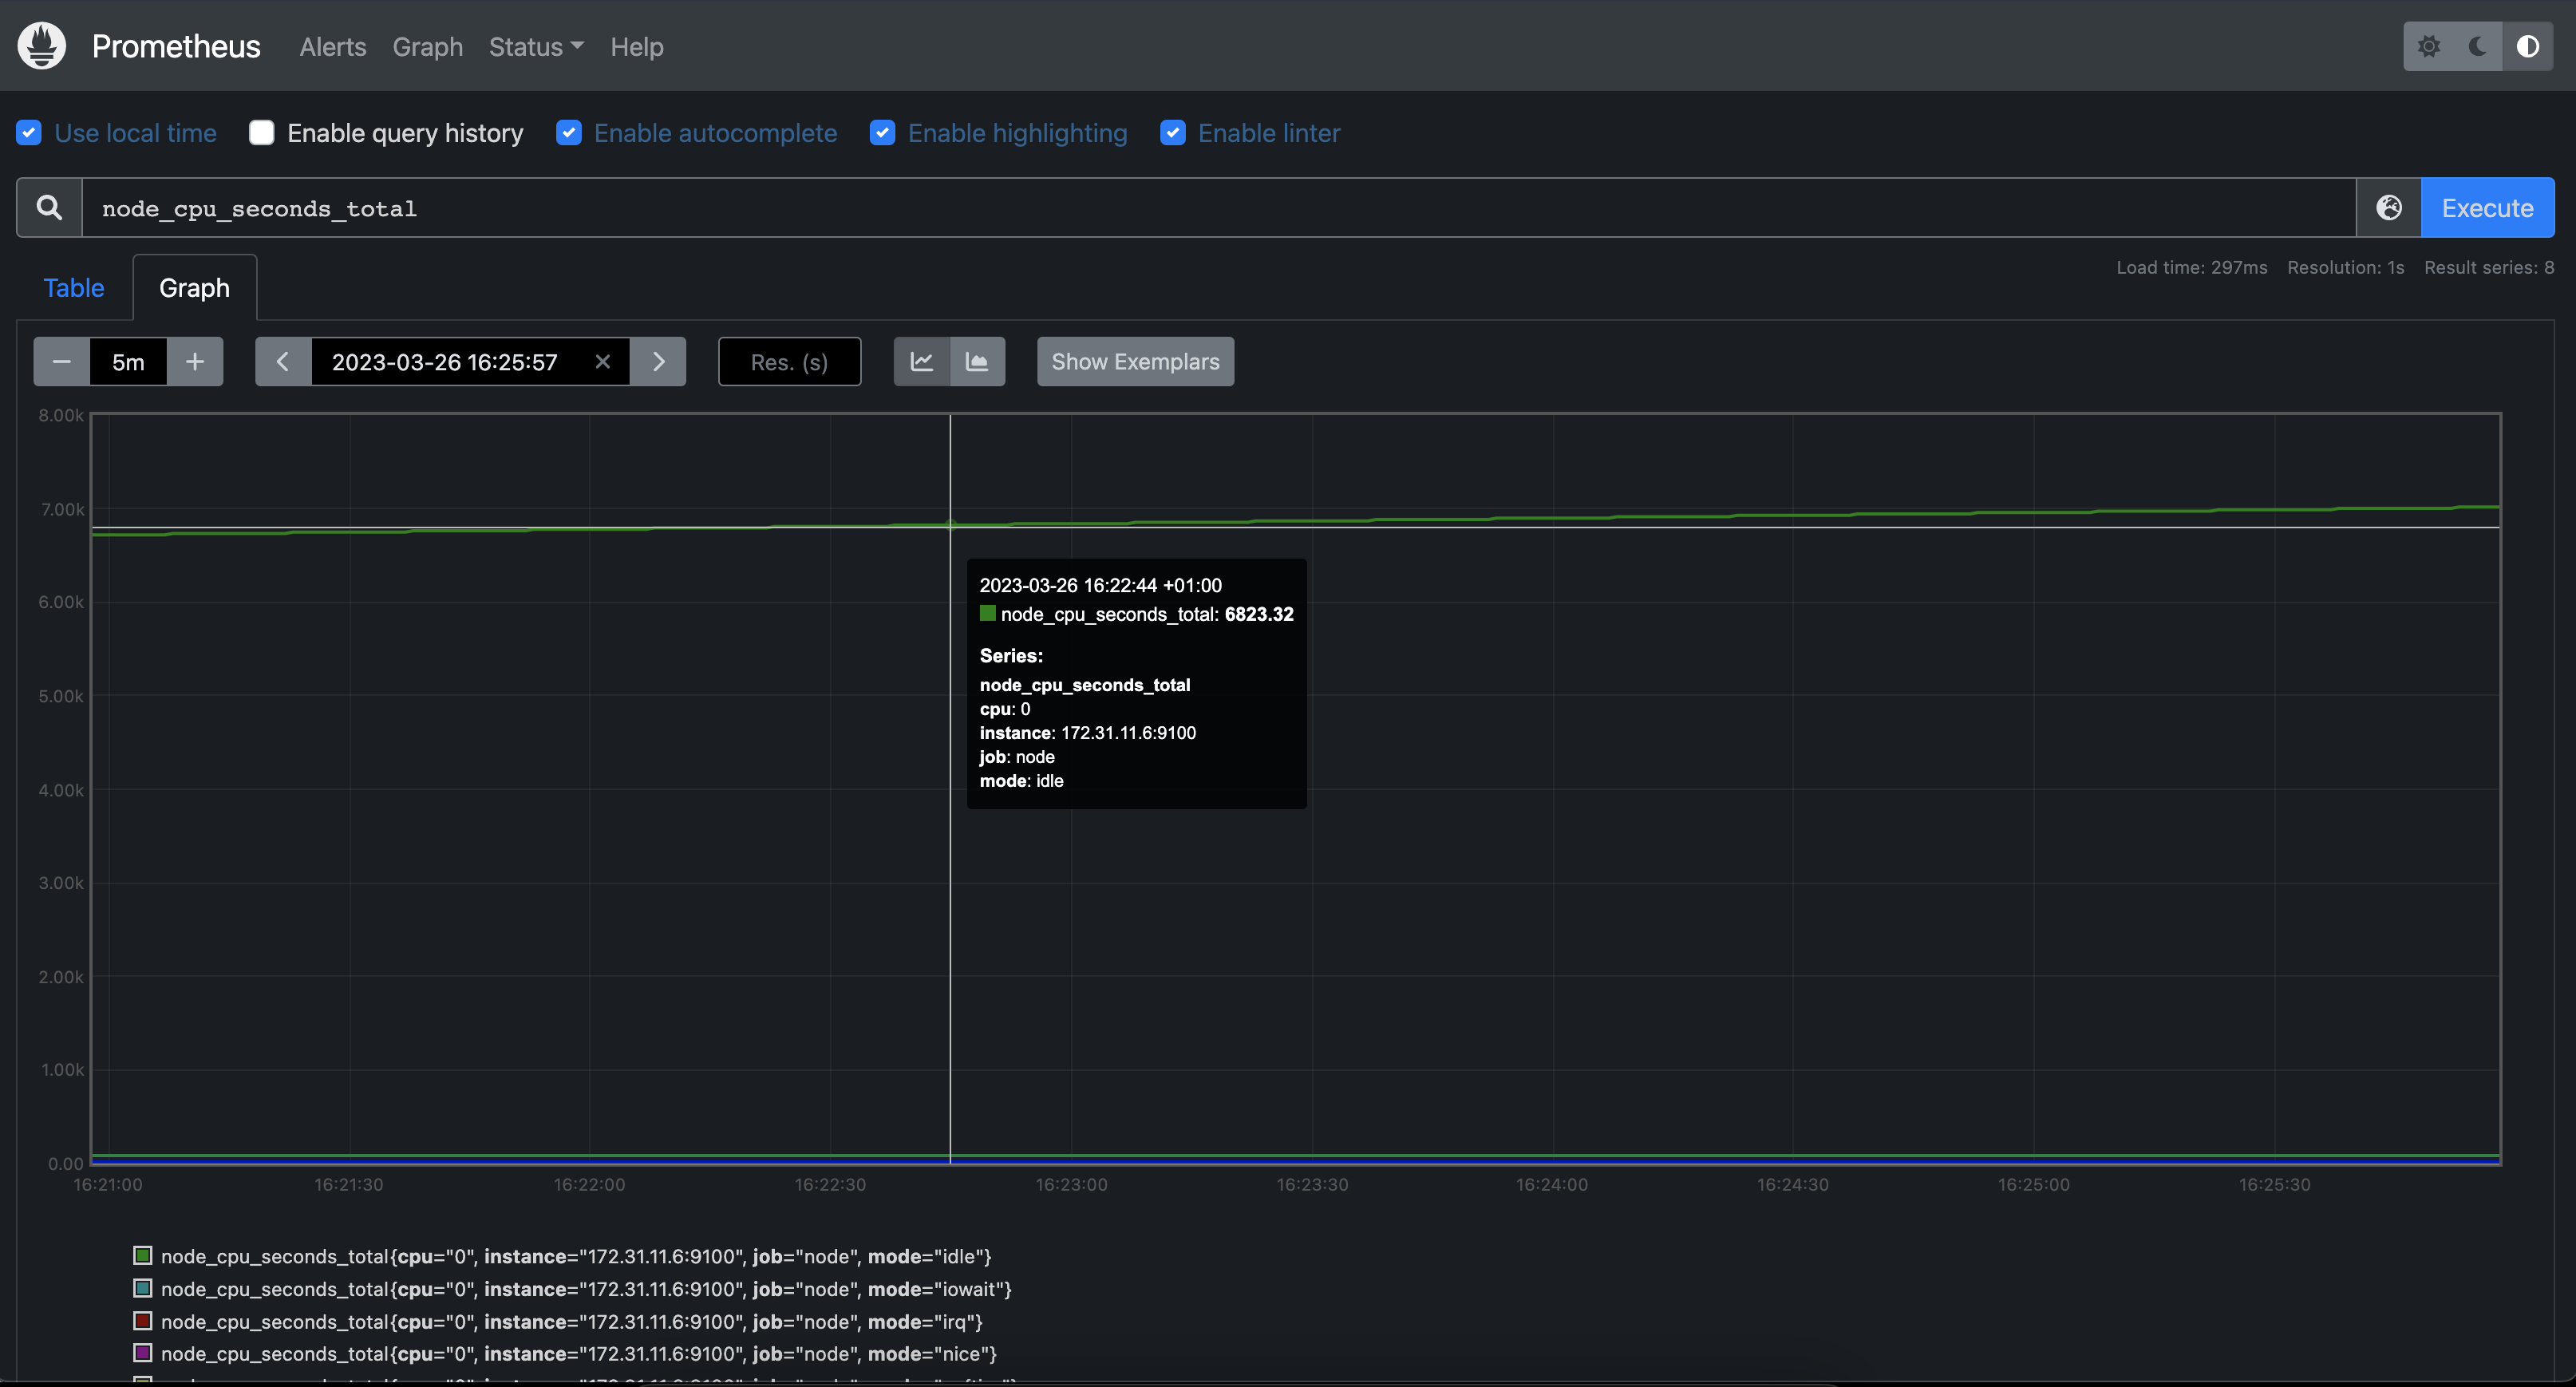 Prometheus Alerts Graph Status Help
Use local time Enable query history Enable autocomplete Enable highlighting Enable linter
node_cpu_seconds_total Execute
Table Graph Load time: 297ms Resolution: 1s Result series: 8
5m 2023-03-26 16:25:57 Res. (s) Show Exemplars
8.00k
7.00k
6.00k
5.00k
4.00k
3.00k
2.00k
1.00k
0.00
2023-03-26 16:22:44 +01:00
node_cpu_seconds_total: 6823.32
Series:
node_cpu_seconds_total
cpu: 0
instance: 172.31.11.6:9100
job: node
mode: idle
16:21:00 16:21:30 16:22:00 16:22:30 16:23:00 16:23:30 16:24:00 16:24:30 16:25:00 16:25:30
node_cpu_seconds_total{cpu="0", instance="172.31.11.6:9100", job="node", mode="idle"}
node_cpu_seconds_total{cpu="0", instance="172.31.11.6:9100", job="node", mode="iowait"}
node_cpu_seconds_total{cpu="0", instance="172.31.11.6:9100", job="node", mode="irq"}
node_cpu_seconds_total{cpu="0", instance="172.31.11.6:9100", job="node", mode="nice"}